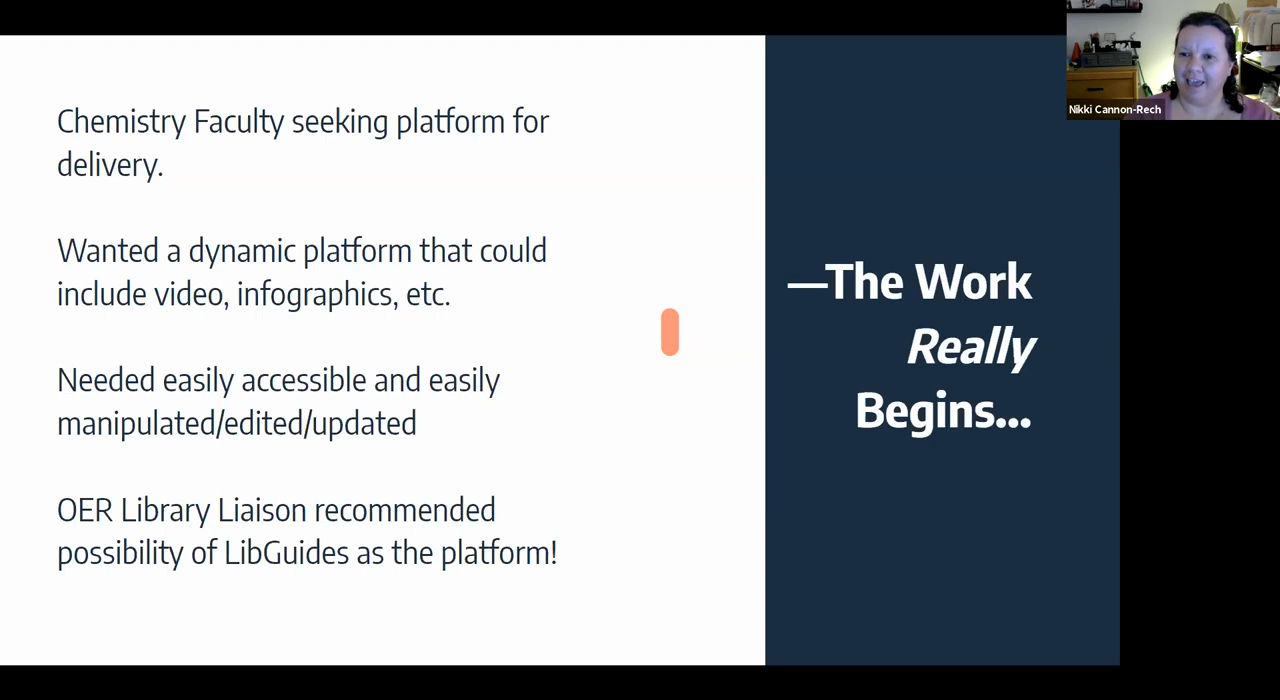 Chemistry Faculty seeking platform for
delivery.
Wanted a dynamic platform that could
include video, infographics, etc.
Needed easily accessible and easily
manipulated/edited/updated
OER Library Liaison recommended
possibility of LibGuides as the platform!
—The Work
Really
Begins...
Nikki Cannon-Rech